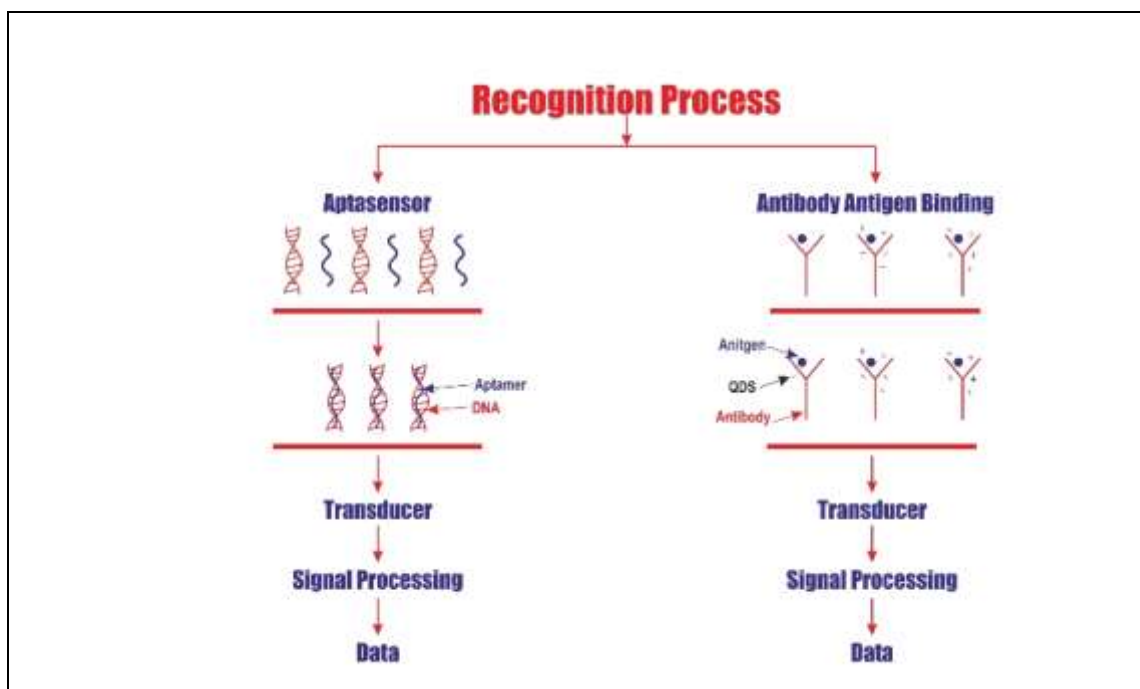 Recognition Process
Aptasensor
Antibody Antigen Binding
Anitgen
Aptamer
QDS
DNA
Antibody
Transducer
Transducer
Signal Processing
Signal Processing
Data
Data